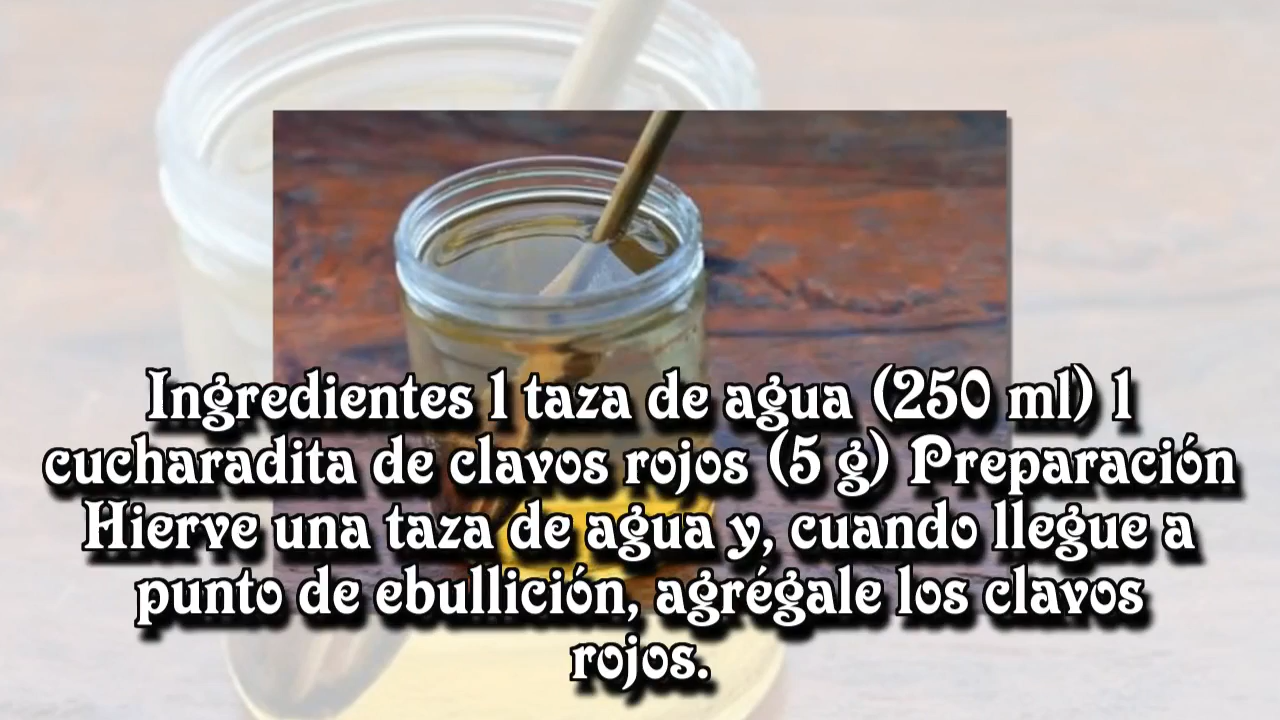 Ingredientes 1 taza de agua (250 ml) 1
cucharadita de clavos rojos (5 g) Preparación
Hierve una taza de agua y, cuando llegue a
punto de ebullición, agrégale los clavos
rojos.